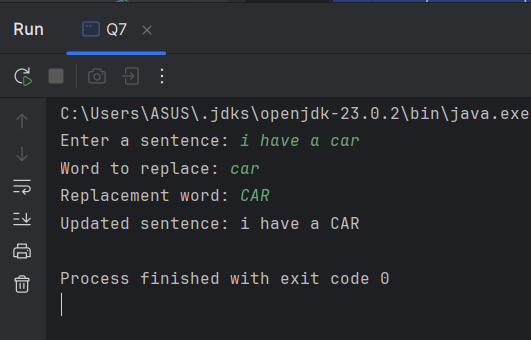 Run Q7
C:\Users\ASUS\.jdks\openjdk-23.0.2\bin\java.exe
Enter a sentence: i have a car
Word to replace: car
Replacement word: CAR
Updated sentence: i have a CAR
Process finished with exit code 0